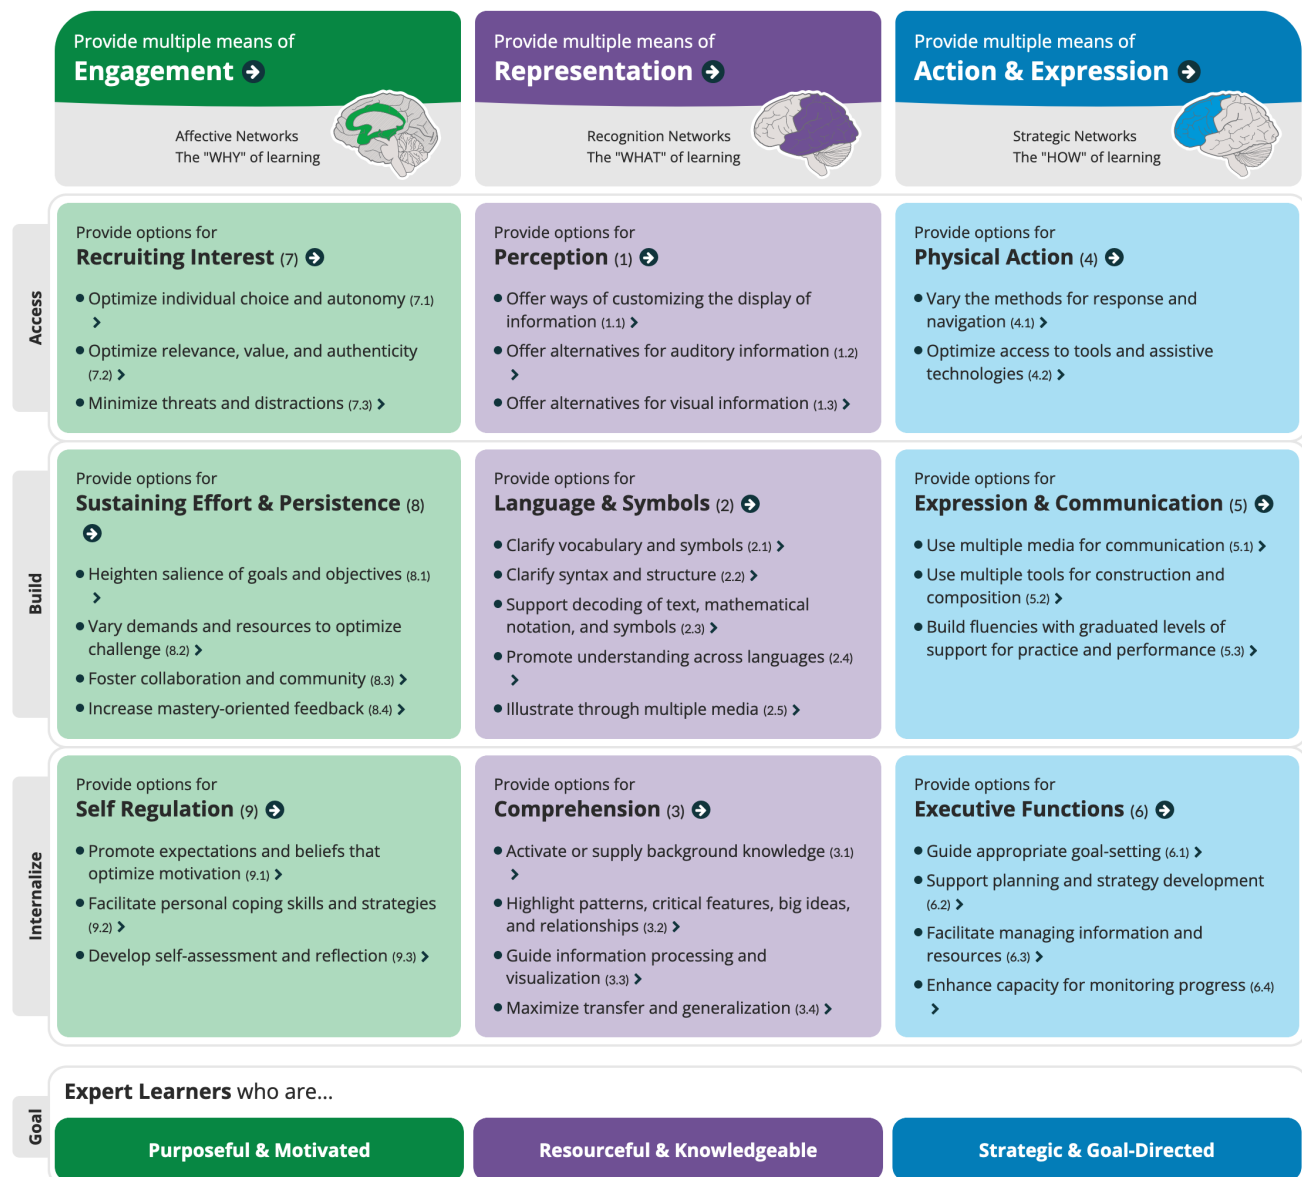 Provide multiple means of
Engagement
Affective Networks
The "WHY" of learning
Provide multiple means of
Representation
Recognition Networks
The "WHAT" of learning
Provide multiple means of
Action & Expression
Strategic Networks
The "HOW" of learning
Access
Provide options for
Recruiting Interest (7)
Optimize individual choice and autonomy (7.1)
Optimize relevance, value, and authenticity
(7.2)
Minimize threats and distractions (7.3)
Provide options for
Perception (1)
Offer ways of customizing the display of
information (1.1)
Offer alternatives for auditory information (1.2)
Offer alternatives for visual information (1.3)
Provide options for
Physical Action (4)
Vary the methods for response and
navigation (4.1)
Optimize access to tools and assistive
technologies (4.2)
Build
Provide options for
Sustaining Effort & Persistence (8)
Heighten salience of goals and objectives (8.1)
Vary demands and resources to optimize
challenge (8.2)
Foster collaboration and community (8.3)
Increase mastery-oriented feedback (8.4)
Provide options for
Language & Symbols (2)
Clarify vocabulary and symbols (2.1)
Clarify syntax and structure (2.2)
Support decoding of text, mathematical
notation, and symbols (2.3)
Promote understanding across languages (2.4)
Illustrate through multiple media (2.5)
Provide options for
Expression & Communication (5)
Use multiple media for communication (5.1)
Use multiple tools for construction and
composition (5.2)
Build fluencies with graduated levels of
support for practice and performance (5.3)
Internalize
Provide options for
Self Regulation (9)
Promote expectations and beliefs that
optimize motivation (9.1)
Facilitate personal coping skills and strategies
(9.2)
Develop self-assessment and reflection (9.3)
Provide options for
Comprehension (3)
Activate or supply background knowledge (3.1)
Highlight patterns, critical features, big ideas,
and relationships (3.2)
Guide information processing and
visualization (3.3)
Maximize transfer and generalization (3.4)
Provide options for
Executive Functions (6)
Guide appropriate goal-setting (6.1)
Support planning and strategy development
(6.2)
Facilitate managing information and
resources (6.3)
Enhance capacity for monitoring progress (6.4)
Goal
Expert Learners who are...
Purposeful & Motivated
Resourceful & Knowledgeable
Strategic & Goal-Directed